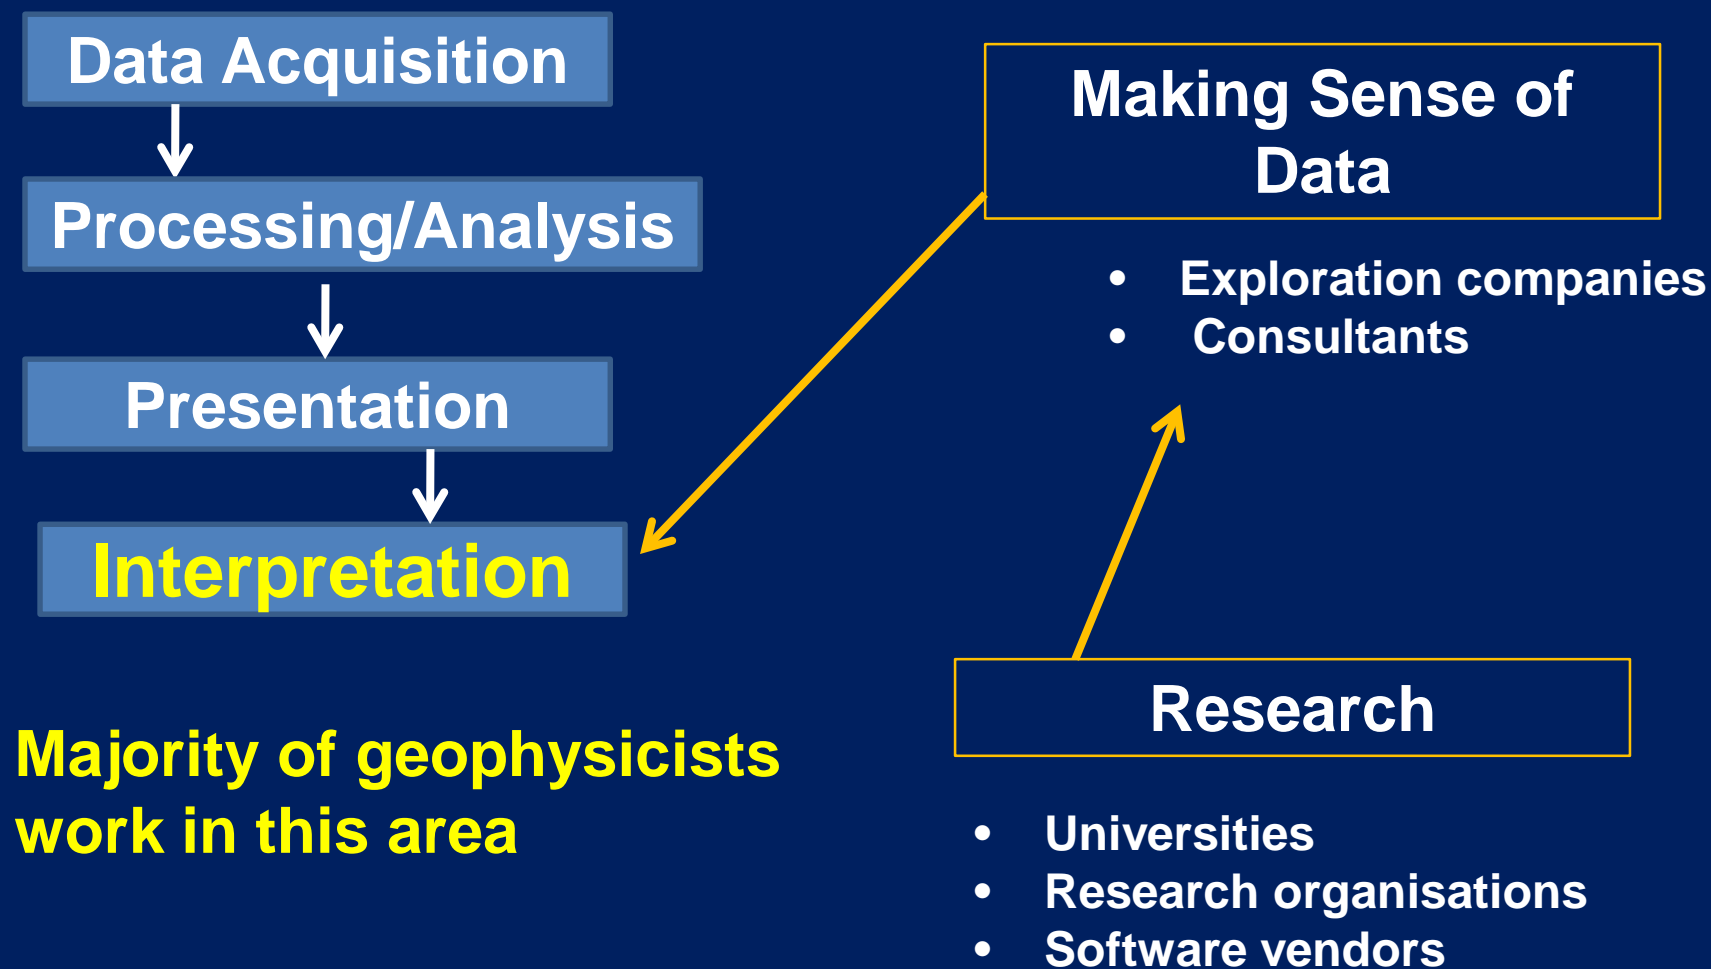 Data Acquisition
Processing/Analysis
Presentation
Interpretation
Majority of geophysicists
work in this area
Making Sense of
Data
• Exploration companies
• Consultants
Research
• Universities
• Research organisations
• Software vendors